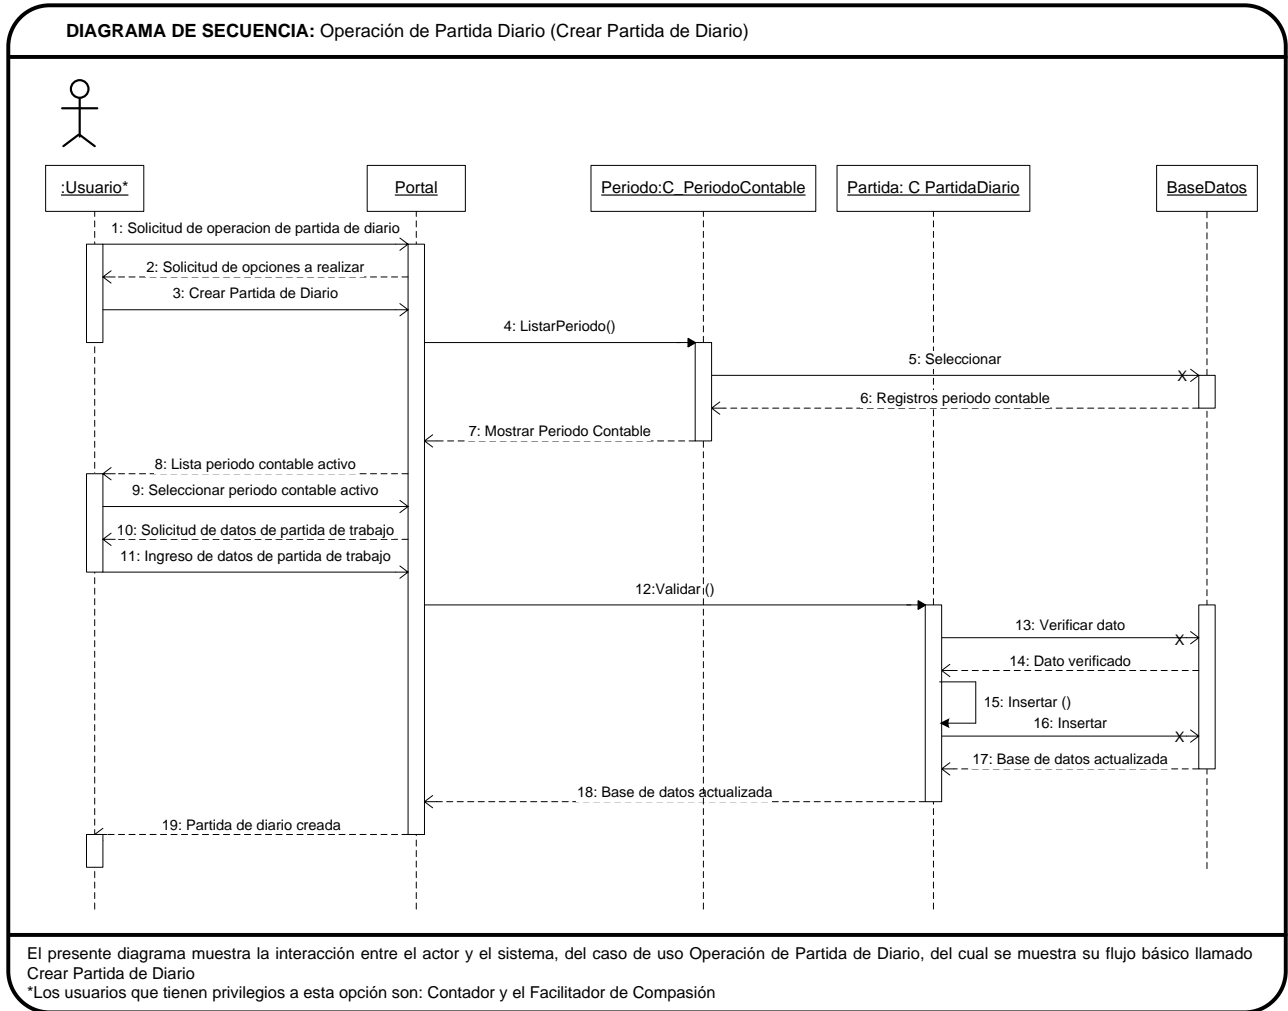 DIAGRAMA DE SECUENCIA: Operación de Partida Diario (Crear Partida de Diario)
:Usuario*
Portal
Periodo:C_PeriodoContable
Partida: C PartidaDiario
BaseDatos
1: Solicitud de operacion de partida de diario
2: Solicitud de opciones a realizar
3: Crear Partida de Diario
4: ListarPeriodo()
5: Seleccionar
X
6: Registros periodo contable
7: Mostrar Periodo Contable
8: Lista periodo contable activo
9: Seleccionar periodo contable activo
10: Solicitud de datos de partida de trabajo
11: Ingreso de datos de partida de trabajo
12:Validar ()
13: Verificar dato
X
14: Dato verificado
15: Insertar ()
16: Insertar
X
17: Base de datos actualizada
18: Base de datos actualizada
19: Partida de diario creada
El presente diagrama muestra la interacción entre el actor y el sistema, del caso de uso Operación de Partida de Diario, del cual se muestra su flujo básico llamado
Crear Partida de Diario
*Los usuarios que tienen privilegios a esta opción son: Contador y el Facilitador de Compasión